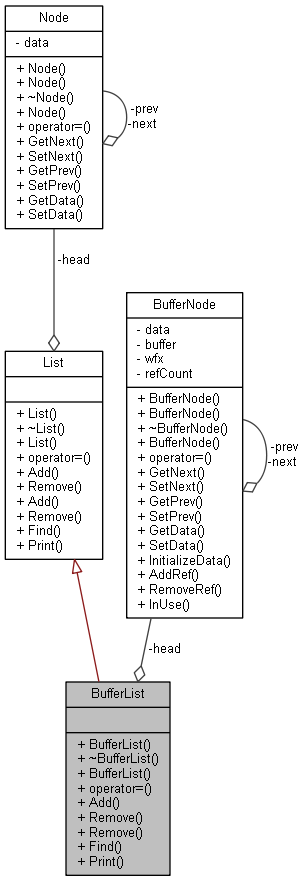 Node
- data
+ Node()
+ Node()
+ ~Node()
+ Node()
+ operator=()
+ GetNext()
+ SetNext()
+ GetPrev()
+ SetPrev()
+ GetData()
+ SetData()
-prev
-next
-head
List
+ List()
+ ~List()
+ List()
+ operator=()
+ Add()
+ Remove()
+ Add()
+ Remove()
+ Find()
+ Print()
BufferNode
- data
- buffer
- wfx
- refCount
+ BufferNode()
+ BufferNode()
+ ~BufferNode()
+ BufferNode()
+ operator=()
+ GetNext()
+ SetNext()
+ GetPrev()
+ SetPrev()
+ GetData()
+ SetData()
+ InitializeData()
+ AddRef()
+ RemoveRef()
+ InUse()
-prev
-next
-head
BufferList
+ BufferList()
+ ~BufferList()
+ BufferList()
+ operator=()
+ Add()
+ Remove()
+ Remove()
+ Find()
+ Print()